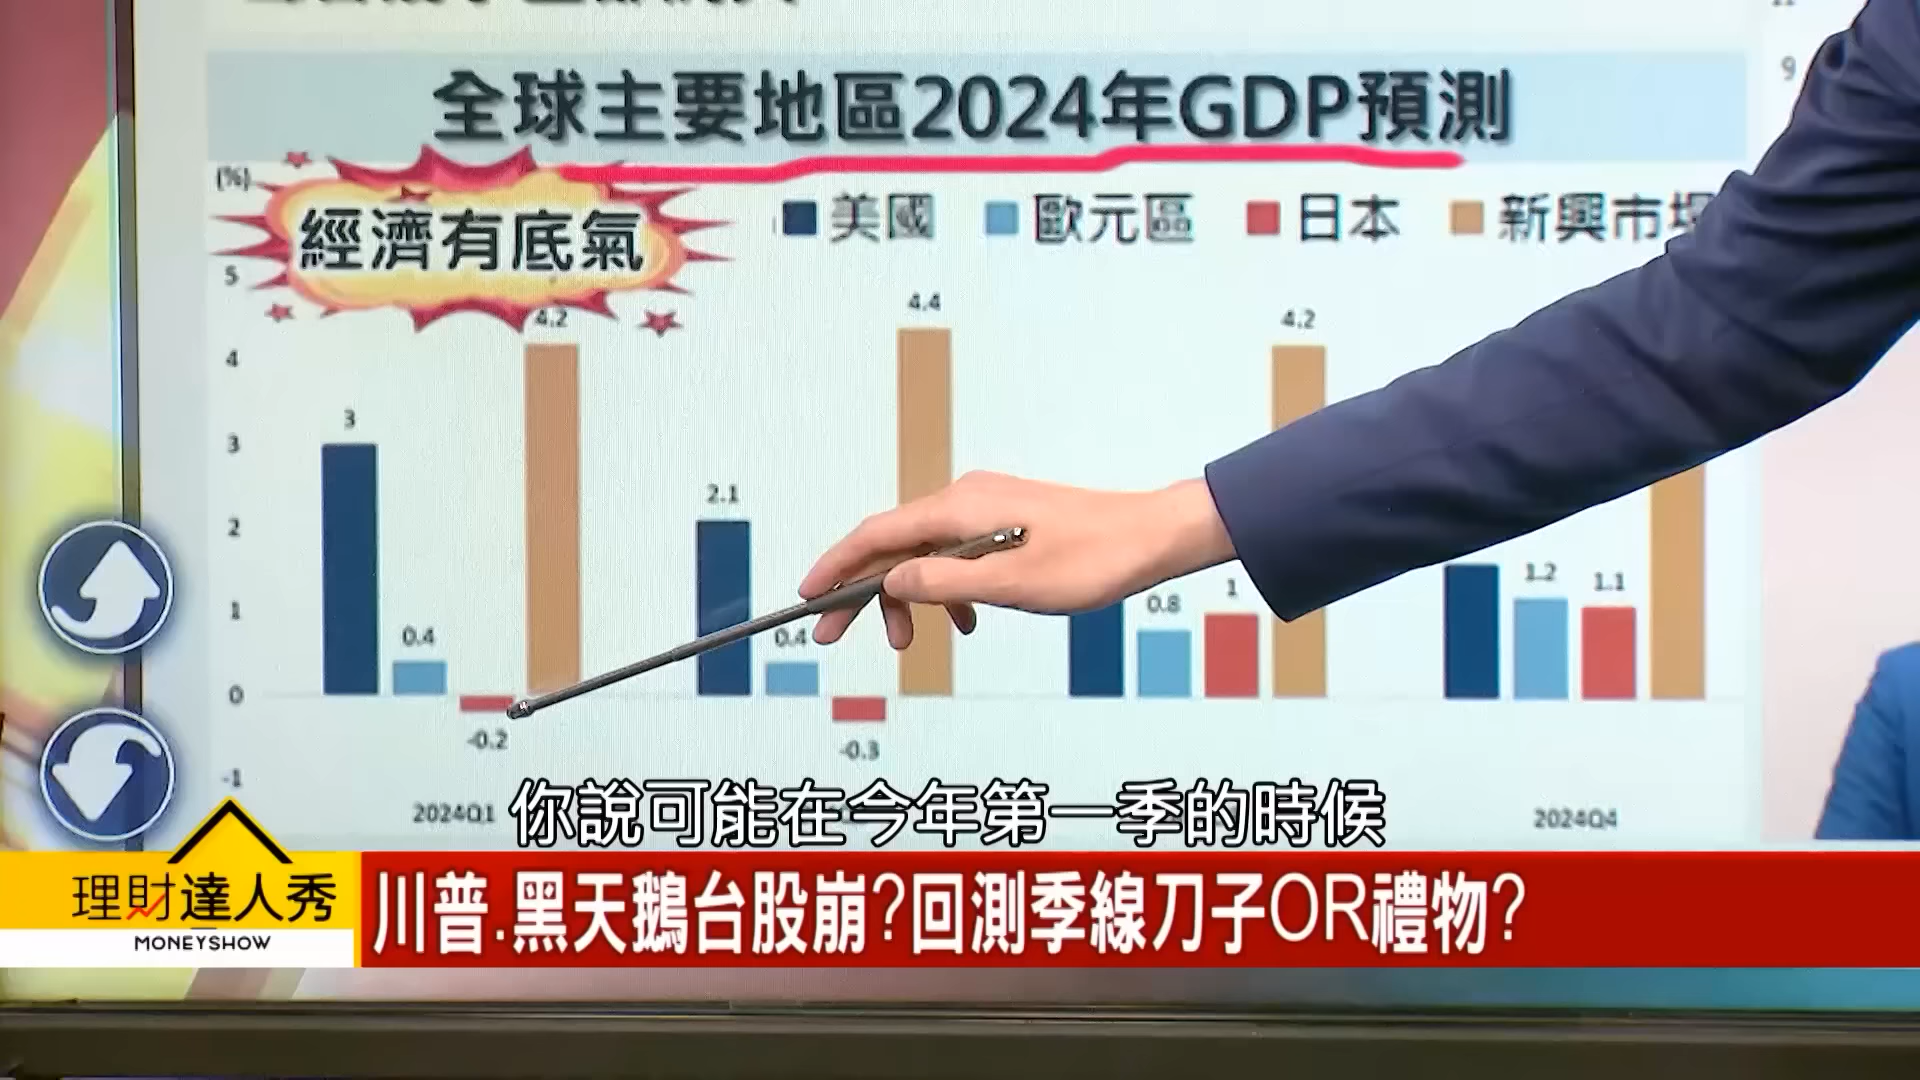 全球主要地區2024年GDP預測
(%)
經濟有底氣
美國
歐元區
日本
新興市場
9
5
4
3
2
1
0
-1
3
0.4
-0.2
4.2
2.1
0.4
-0.3
4.4
0.8
1
4.2
1.2
1.1
2024Q1
2024Q4
你說可能在今年第一季的時候
理財達人秀
MONEYSHOW
川普.黑天鵝台股崩?回測季線刀子OR禮物?